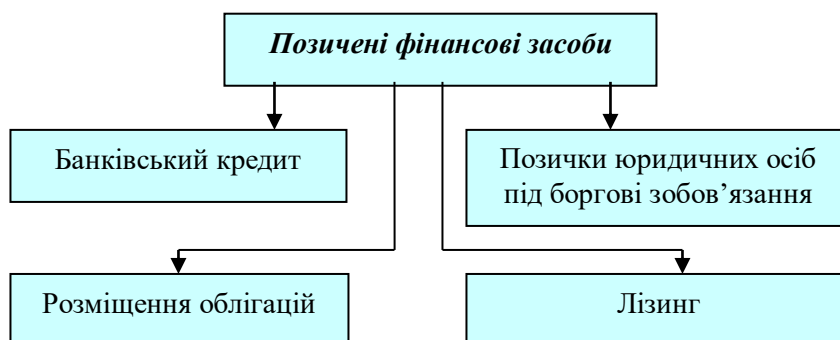 Позичені фінансові засоби
Банківський кредит
Позички юридичних осіб
під боргові зобов’язання
Розміщення облігацій
Лізинг